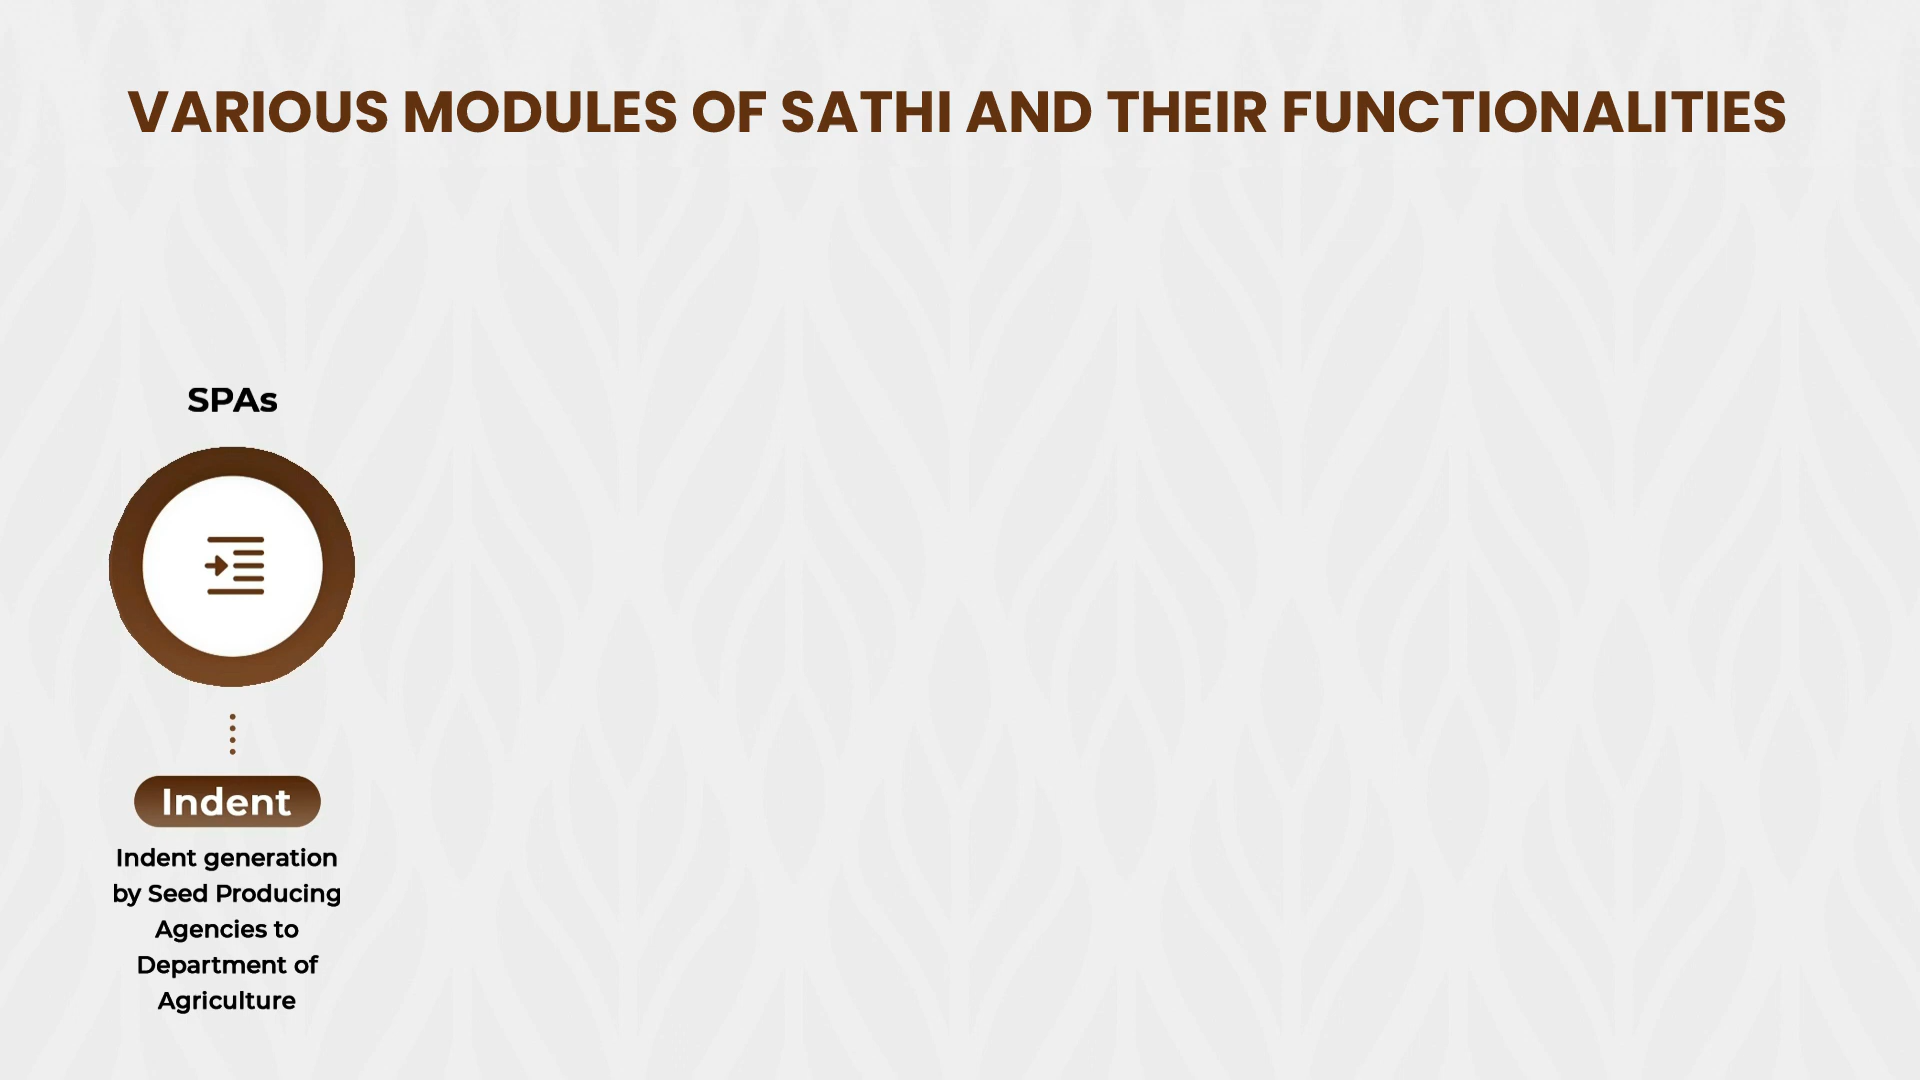 VARIOUS MODULES OF SATHI AND THEIR FUNCTIONALITIES
SPAs
Indent
Indent generation
by Seed Producing
Agencies to
Department of
Agriculture